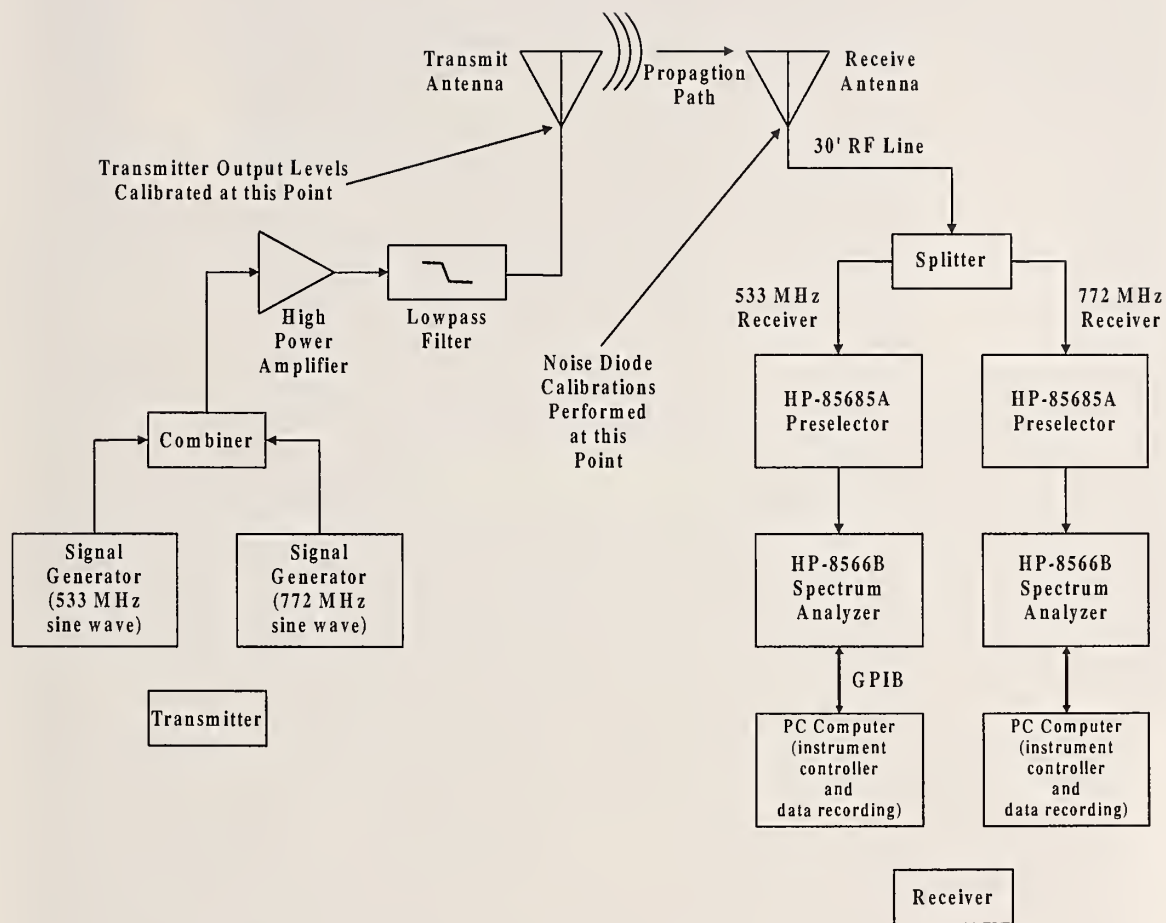 Transmit
Antenna
Propagtion
Path
Receive
Antenna
Transmitter Output Levels
Calibrated at this Point
30' RF Line
Splitter
533 MHz
Receiver
772 MHz
Receiver
High
Power
Amplifier
Lowpass
Filter
Noise Diode
Calibrations
Performed
at this
Point
HP-85685A
Preselector
HP-85685A
Preselector
Combiner
Signal
Generator
(533 MHz
sine wave)
Signal
Generator
(772 MHz
sine wave)
HP-8566B
Spectrum
Analyzer
HP-8566B
Spectrum
Analyzer
GPIB
Transmitter
PC Computer
(instrument
controller
and
data recording)
PC Computer
(instrument
controller
and
data recording)
Receiver